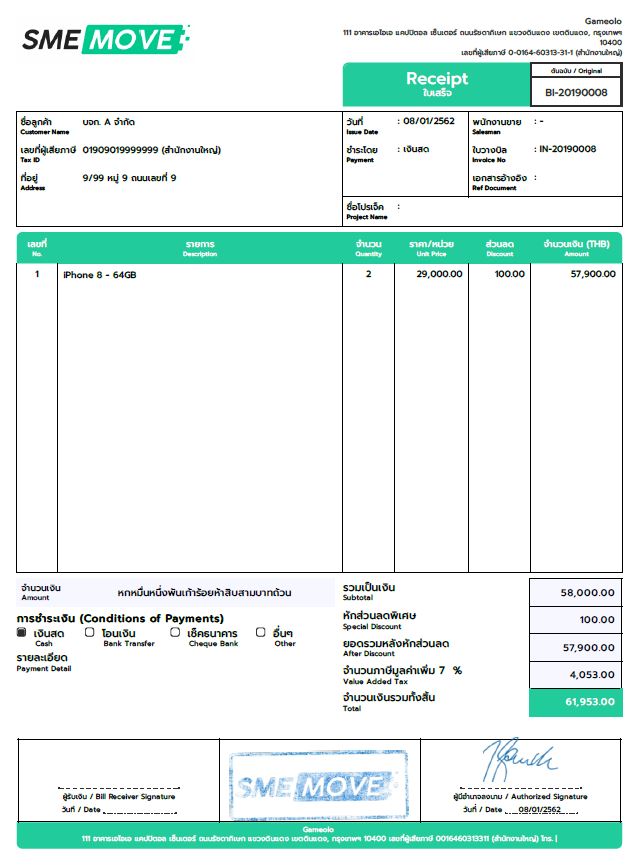 SME MOVE
Gameolo
111 อาคารเอไอเอ แคปปิตอล เซ็นเตอร์ ถนนรัชดาภิเษก แขวงดินแดง เขตดินแดง, กรุงเทพฯ
10400
เลขที่ผู้เสียภาษี 0-0164-60313-31-1 (สำนักงานใหญ่)
Receipt
ใบเสร็จ
ต้นฉบับ / Original
BI-20190008
ชื่อลูกค้า บจก. A จำกัด
Customer Name
เลขที่ผู้เสียภาษี 01909019999999 (สำนักงานใหญ่)
Tax ID
ที่อยู่ 9/99 หมู่ 9 ถนนเลขที่ 9
Address
วันที่ : 08/01/2562
Issue Date
ชำระโดย : เงินสด
Payment
พนักงานขาย : -
Salesman
ใบวางบิล : IN-20190008
Invoice No
เอกสารอ้างอิง :
Ref Document
ชื่อโปรเจ็ค :
Project Name
เลขที่ รายการ จำนวน ราคา/หน่วย ส่วนลด จำนวนเงิน (THB)
No. Description Quantity Unit Price Discount Amount
1 iPhone 8 - 64GB 2 29,000.00 100.00 57,900.00
จำนวนเงิน หกหมื่นหนึ่งพันเก้าร้อยห้าสิบสามบาทถ้วน
Amount
การชำระเงิน (Conditions of Payments)
เงินสด โอนเงิน เช็คธนาคาร อื่นๆ
Cash Bank Transfer Cheque Bank Other
รายละเอียด
Payment Detail
รวมเป็นเงิน 58,000.00
Subtotal
หักส่วนลดพิเศษ 100.00
Special Discount
ยอดรวมหลังหักส่วนลด 57,900.00
After Discount
จำนวนภาษีมูลค่าเพิ่ม 7 % 4,053.00
Value Added Tax
จำนวนเงินรวมทั้งสิ้น 61,953.00
Total
ผู้รับเงิน / Bill Receiver Signature
วันที่ / Date
SME MOVE
ผู้มีอำนาจลงนาม / Authorized Signature
วันที่ / Date 08/01/2562
Gameolo
111 อาคารเอไอเอ แคปปิตอล เซ็นเตอร์ ถนนรัชดาภิเษก แขวงดินแดง เขตดินแดง, กรุงเทพฯ 10400 เลขที่ผู้เสียภาษี 0016460313311 (สำนักงานใหญ่) โทร. |